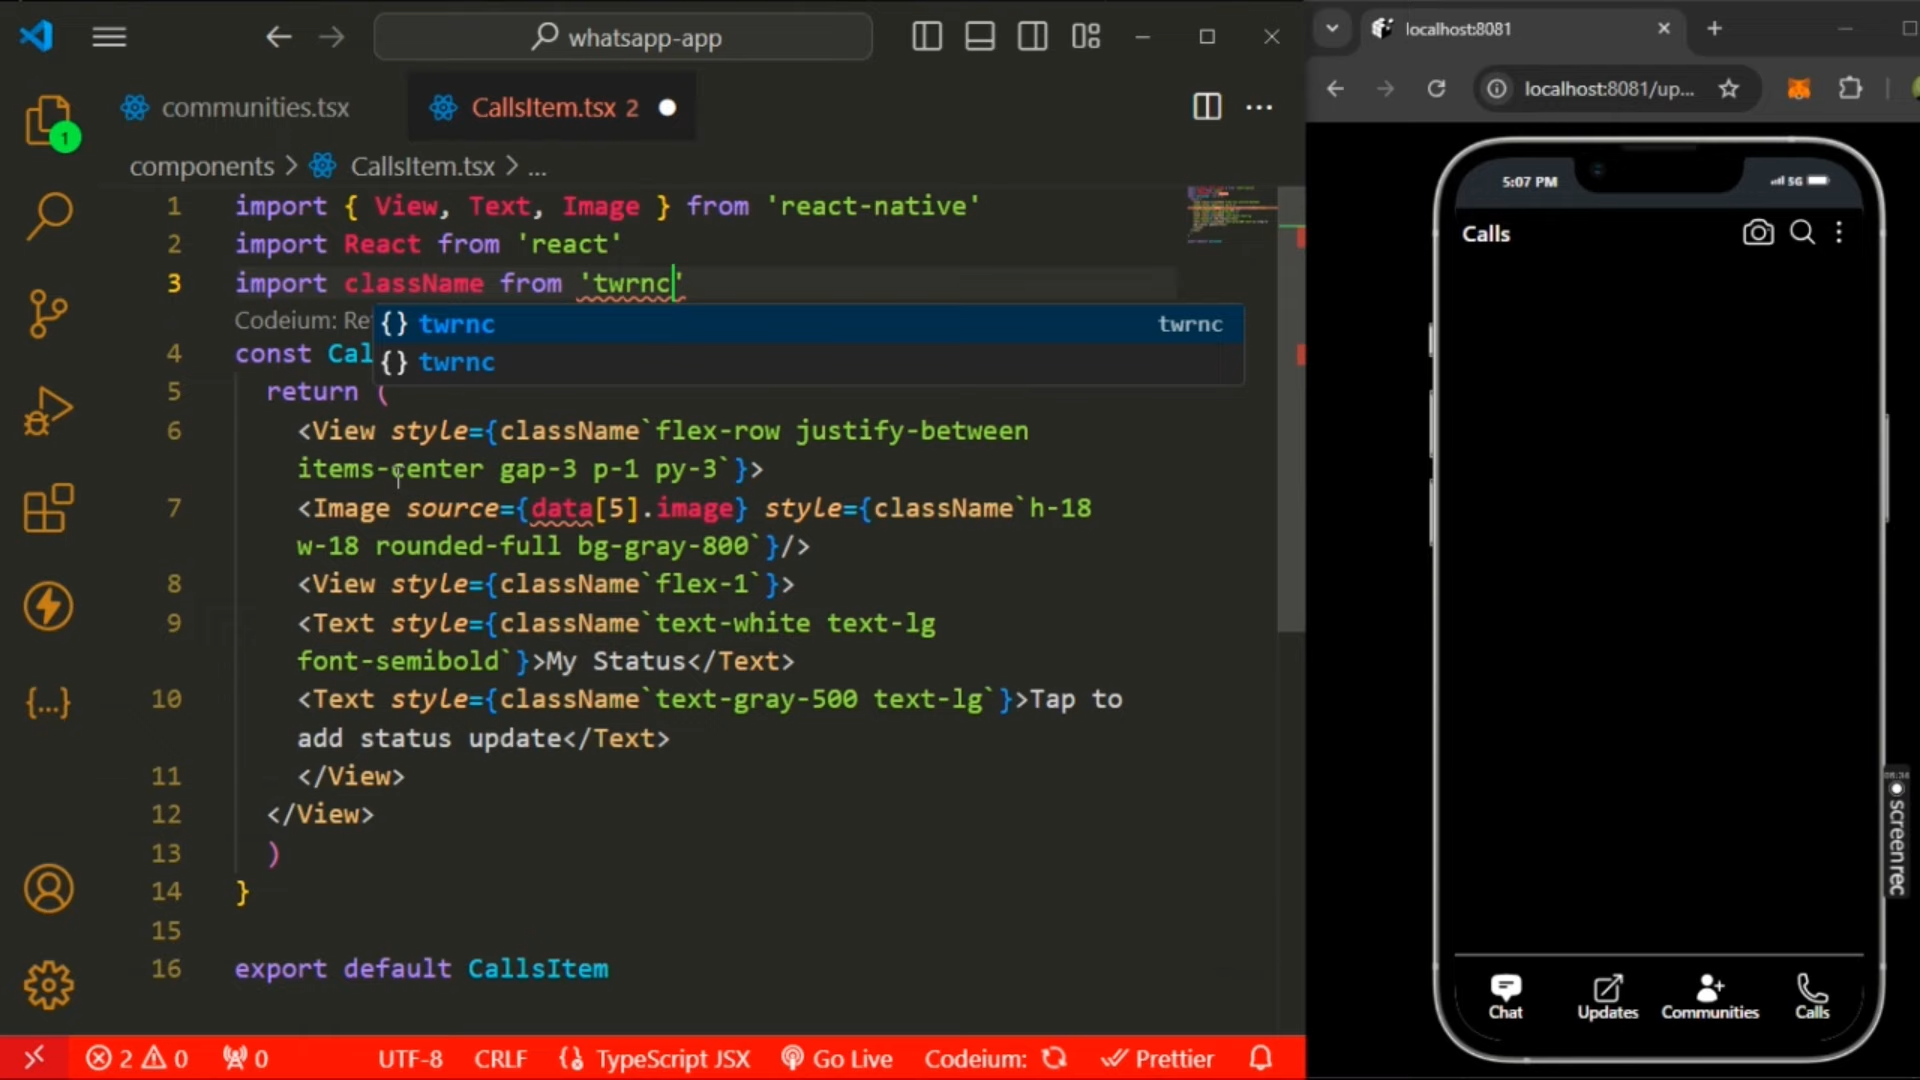 whatsapp-app
communities.tsx
CallsItem.tsx 2
components > CallsItem.tsx > ...
1 import { View, Text, Image } from 'react-native'
2 import React from 'react'
3 import className from 'twrnc'
Codeium: Re
{} twrnc twrnc
{} twrnc
4 const Cal
5 return (
6 <View style={className`flex-row justify-between
items-center gap-3 p-1 py-3`}>
7 <Image source={data[5].image} style={className`h-18
w-18 rounded-full bg-gray-800`}/>
8 <View style={className`flex-1`}>
9 <Text style={className`text-white text-lg
font-semibold`}>My Status</Text>
10 <Text style={className`text-gray-500 text-lg`}>Tap to
add status update</Text>
11 </View>
12 </View>
13 )
14 }
15
16 export default CallsItem
1
{...}
2 0 0 UTF-8 CRLF {} TypeScript JSX Go Live Codeium: Prettier
localhost:8081
localhost:8081/up...
5:07 PM 5G
Calls
Chat Updates Communities Calls
screenrec